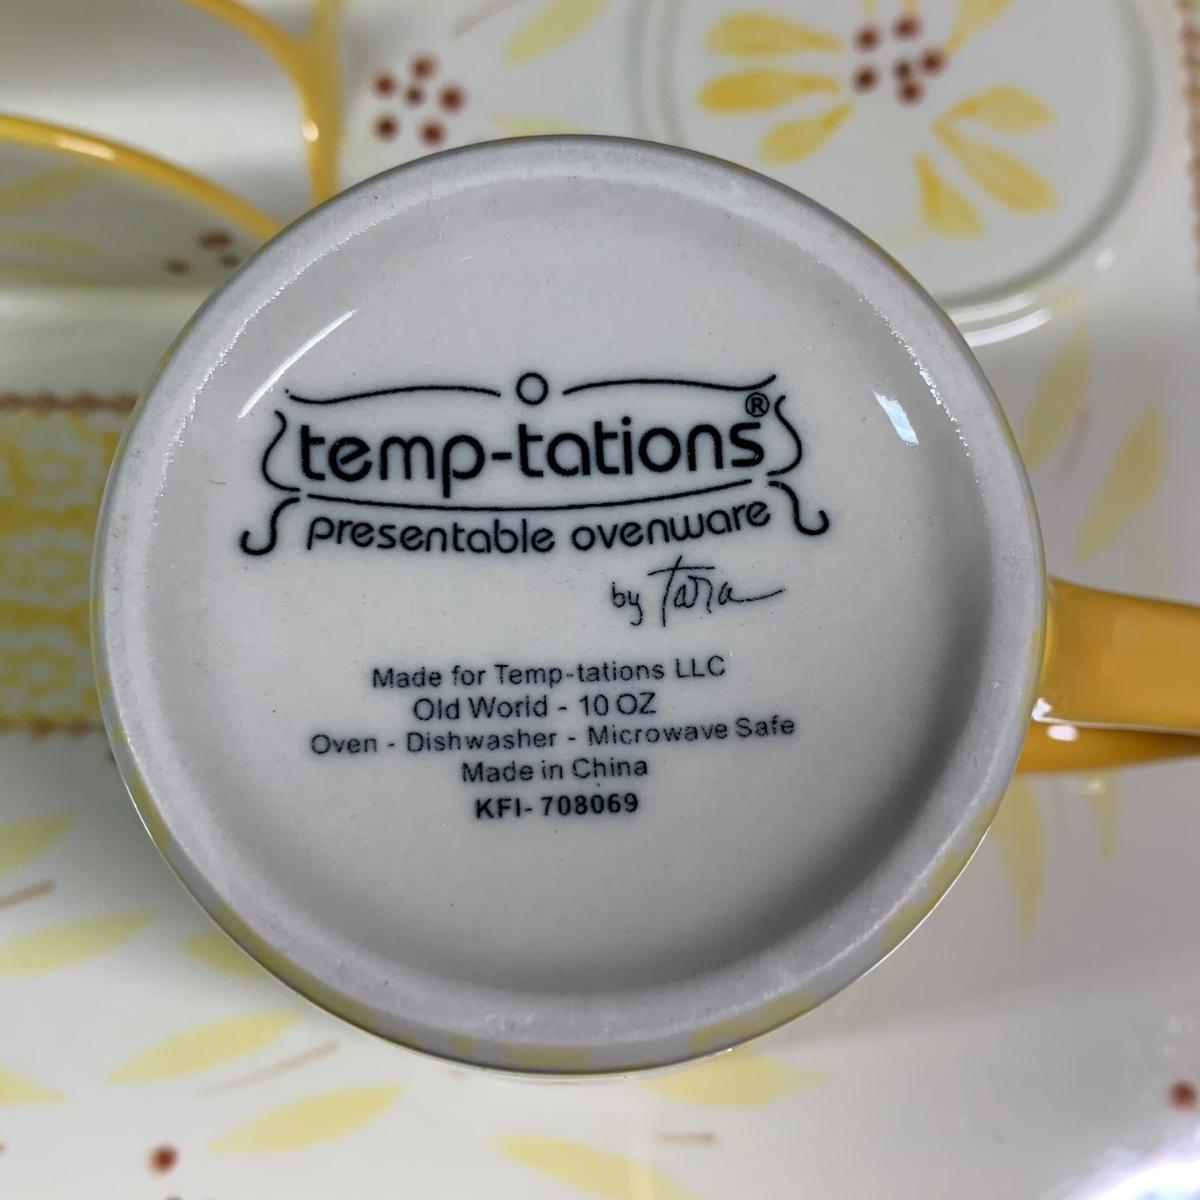 temp-tations®
presentable ovenware
by Tara
Made for Temp-tations LLC
Old World - 10 OZ
Oven - Dishwasher - Microwave Safe
Made in China
KFI- 708069